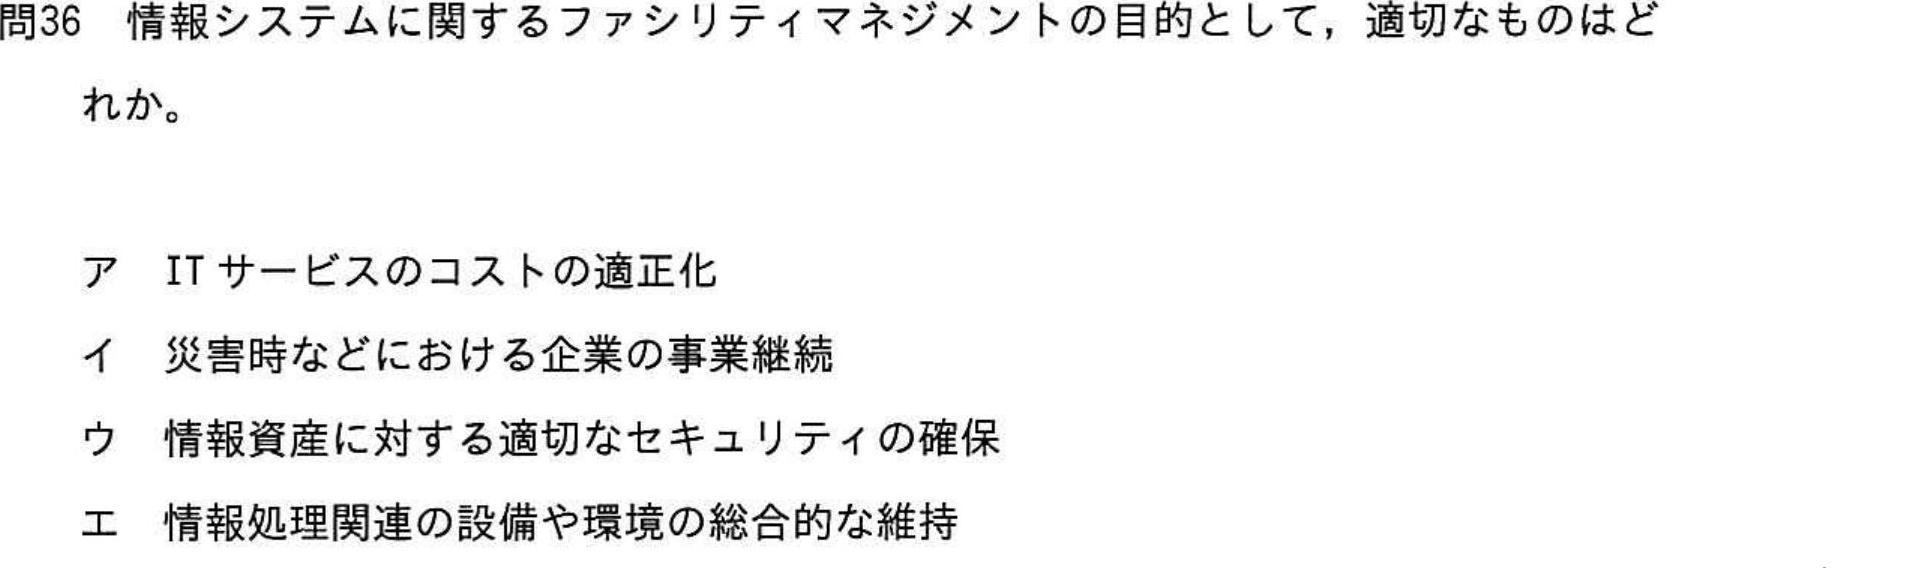 問36 情報システムに関するファシリティマネジメントの目的として，適切なものはど
れか。
ア ITサービスのコストの適正化
イ 災害時などにおける企業の事業継続
ウ 情報資産に対する適切なセキュリティの確保
エ 情報処理関連の設備や環境の総合的な維持